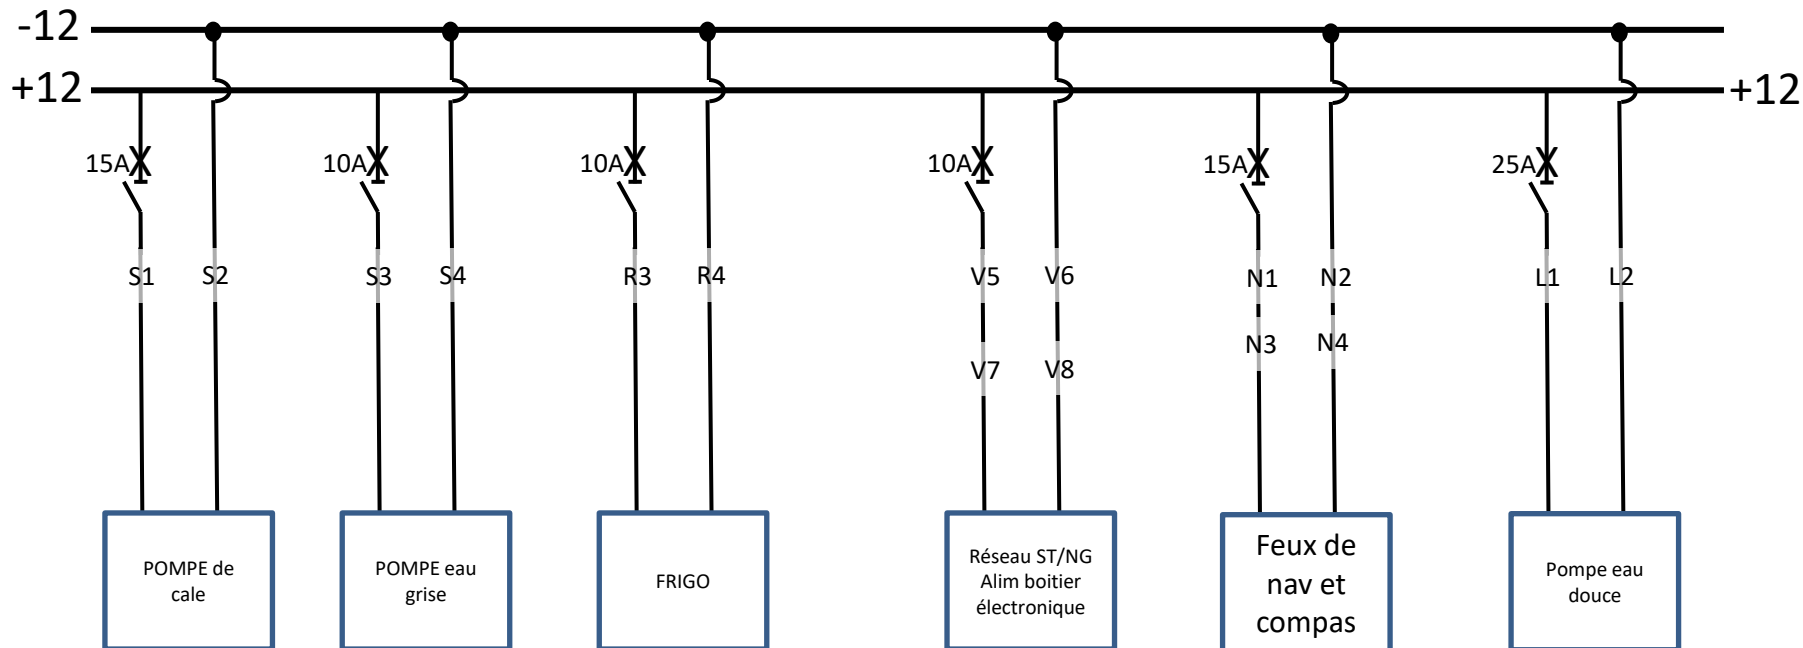 -12
+12
+12
15A
10A
10A
10A
15A
25A
S1
S2
S3
S4
R3
R4
V5
V6
N1
N2
L1
L2
N3
N4
V7
V8
POMPE de
cale
POMPE eau
grise
FRIGO
Réseau ST/NG
Alim boitier
électronique
Feux de
nav et
compas
Pompe eau
douce